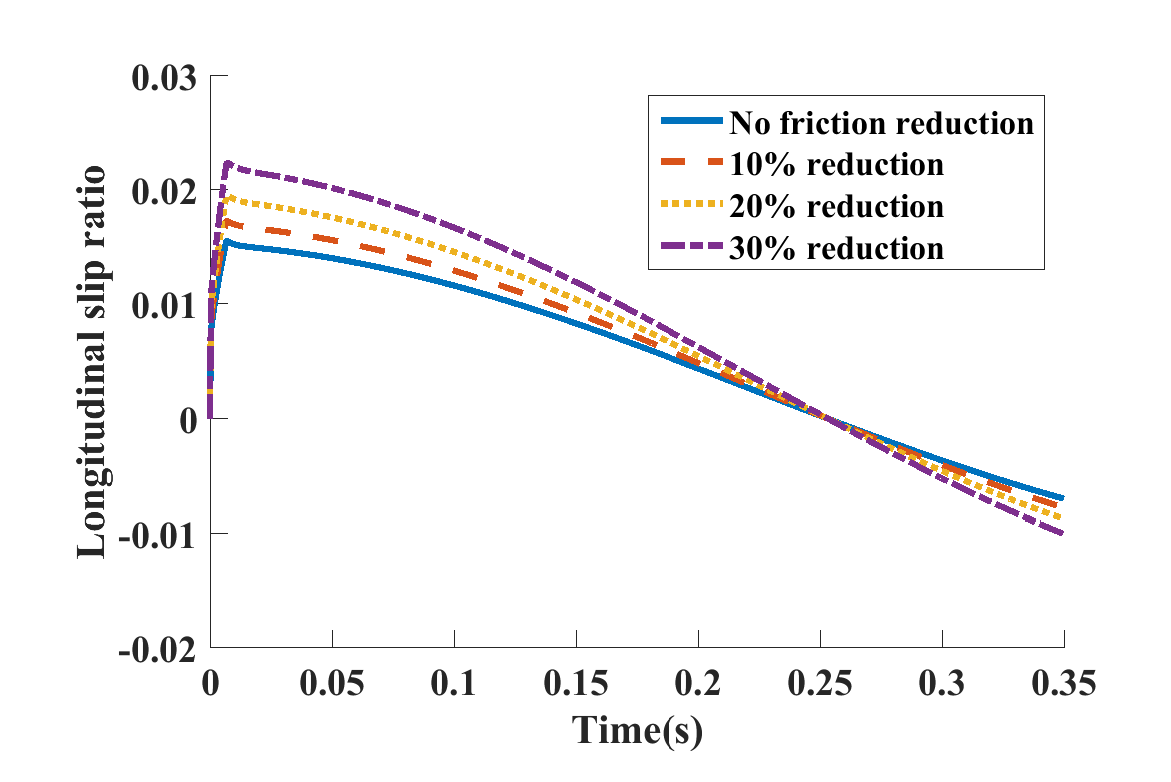 0.03
0.02
0.01
0
-0.01
-0.02
Longitudinal slip ratio
No friction reduction
10% reduction
20% reduction
30% reduction
0 0.05 0.1 0.15 0.2 0.25 0.3 0.35
Time(s)